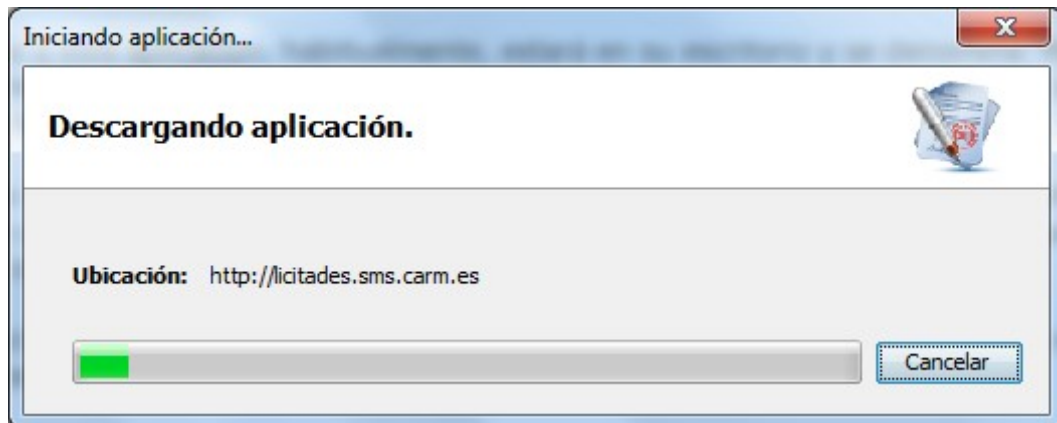 Iniciando aplicación...
Descargando aplicación.
Ubicación: http://licitades.sms.carm.es
Cancelar